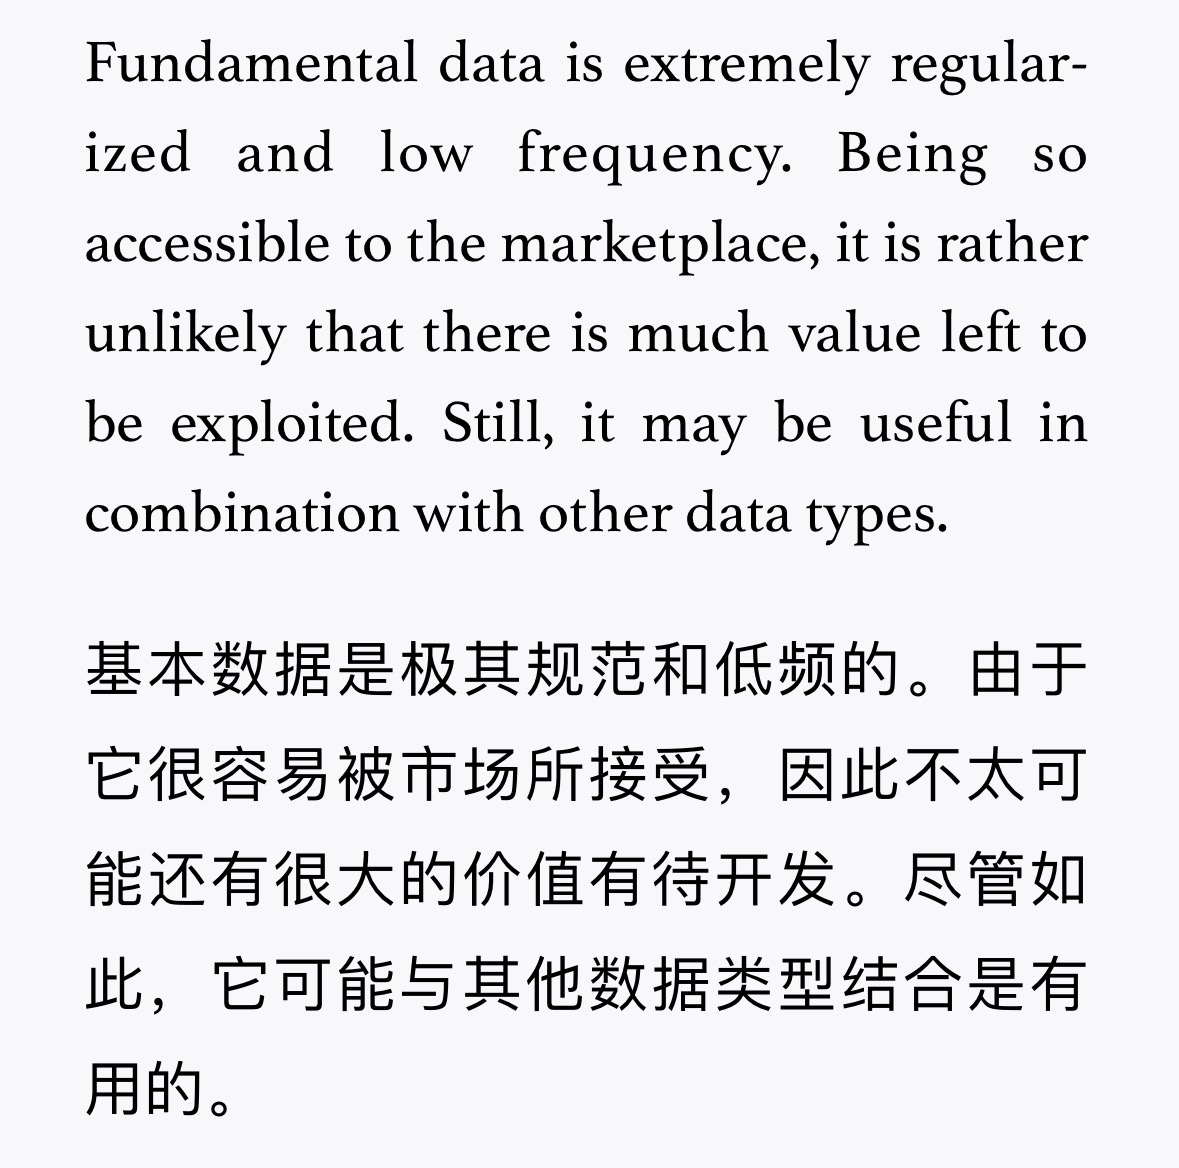 Fundamental data is extremely regular-
ized and low frequency. Being so
accessible to the marketplace, it is rather
unlikely that there is much value left to
be exploited. Still, it may be useful in
combination with other data types.
基本数据是极其规范和低频的。由于
它很容易被市场所接受，因此不太可
能还有很大的价值有待开发。尽管如
此，它可能与其他数据类型结合是有
用的。